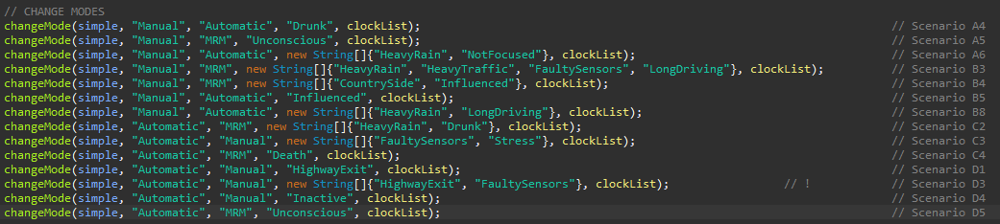 // CHANGE MODES
changeMode(simple, "Manual", "Automatic", "Drunk", clockList); // Scenario A4
changeMode(simple, "Manual", "MRM", "Unconscious", clockList); // Scenario A5
changeMode(simple, "Manual", "Automatic", new String[]{"HeavyRain", "NotFocused"}, clockList); // Scenario A6
changeMode(simple, "Manual", "MRM", new String[]{"HeavyRain", "HeavyTraffic", "FaultySensors", "LongDriving"}, clockList); // Scenario B3
changeMode(simple, "Manual", "MRM", new String[]{"CountrySide", "Influenced"}, clockList); // Scenario B4
changeMode(simple, "Manual", "Automatic", "Influenced", clockList); // Scenario B5
changeMode(simple, "Manual", "Automatic", new String[]{"HeavyRain", "LongDriving"}, clockList); // Scenario B8
changeMode(simple, "Automatic", "MRM", new String[]{"HeavyRain", "Drunk"}, clockList); // Scenario C2
changeMode(simple, "Automatic", "Manual", new String[]{"FaultySensors", "Stress"}, clockList); // Scenario C3
changeMode(simple, "Automatic", "MRM", "Death", clockList); // Scenario C4
changeMode(simple, "Automatic", "Manual", "HighwayExit", clockList); // Scenario D1
changeMode(simple, "Automatic", "Manual", new String[]{"HighwayExit", "FaultySensors"}, clockList); // ! // Scenario D3
changeMode(simple, "Automatic", "Manual", "Inactive", clockList); // Scenario D4
changeMode(simple, "Automatic", "MRM", "Unconscious", clockList); // Scenario D5